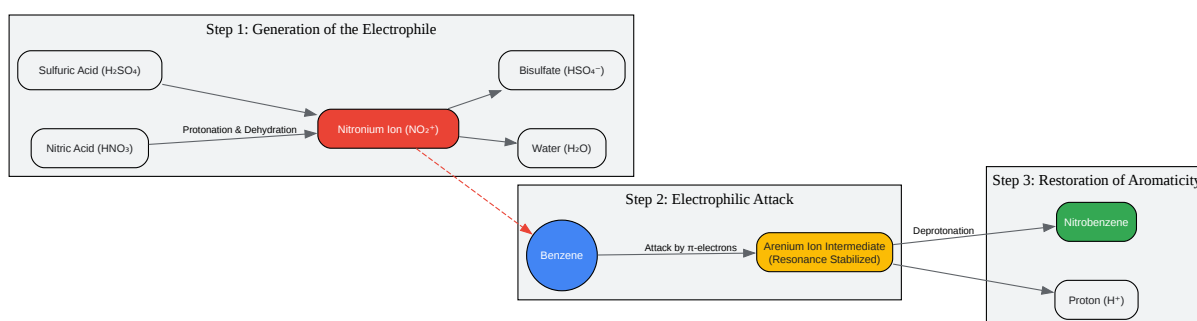 Step 1: Generation of the Electrophile
Sulfuric Acid (H₂SO₄)
Bisulfate (HSO₄⁻)
Protonation & Dehydration
Nitronium Ion (NO₂⁺)
Nitric Acid (HNO₃)
Water (H₂O)
Step 2: Electrophilic Attack
Benzene
Attack by π-electrons
Arenium Ion Intermediate
(Resonance Stabilized)
Step 3: Restoration of Aromaticity
Deprotonation
Nitrobenzene
Proton (H⁺)